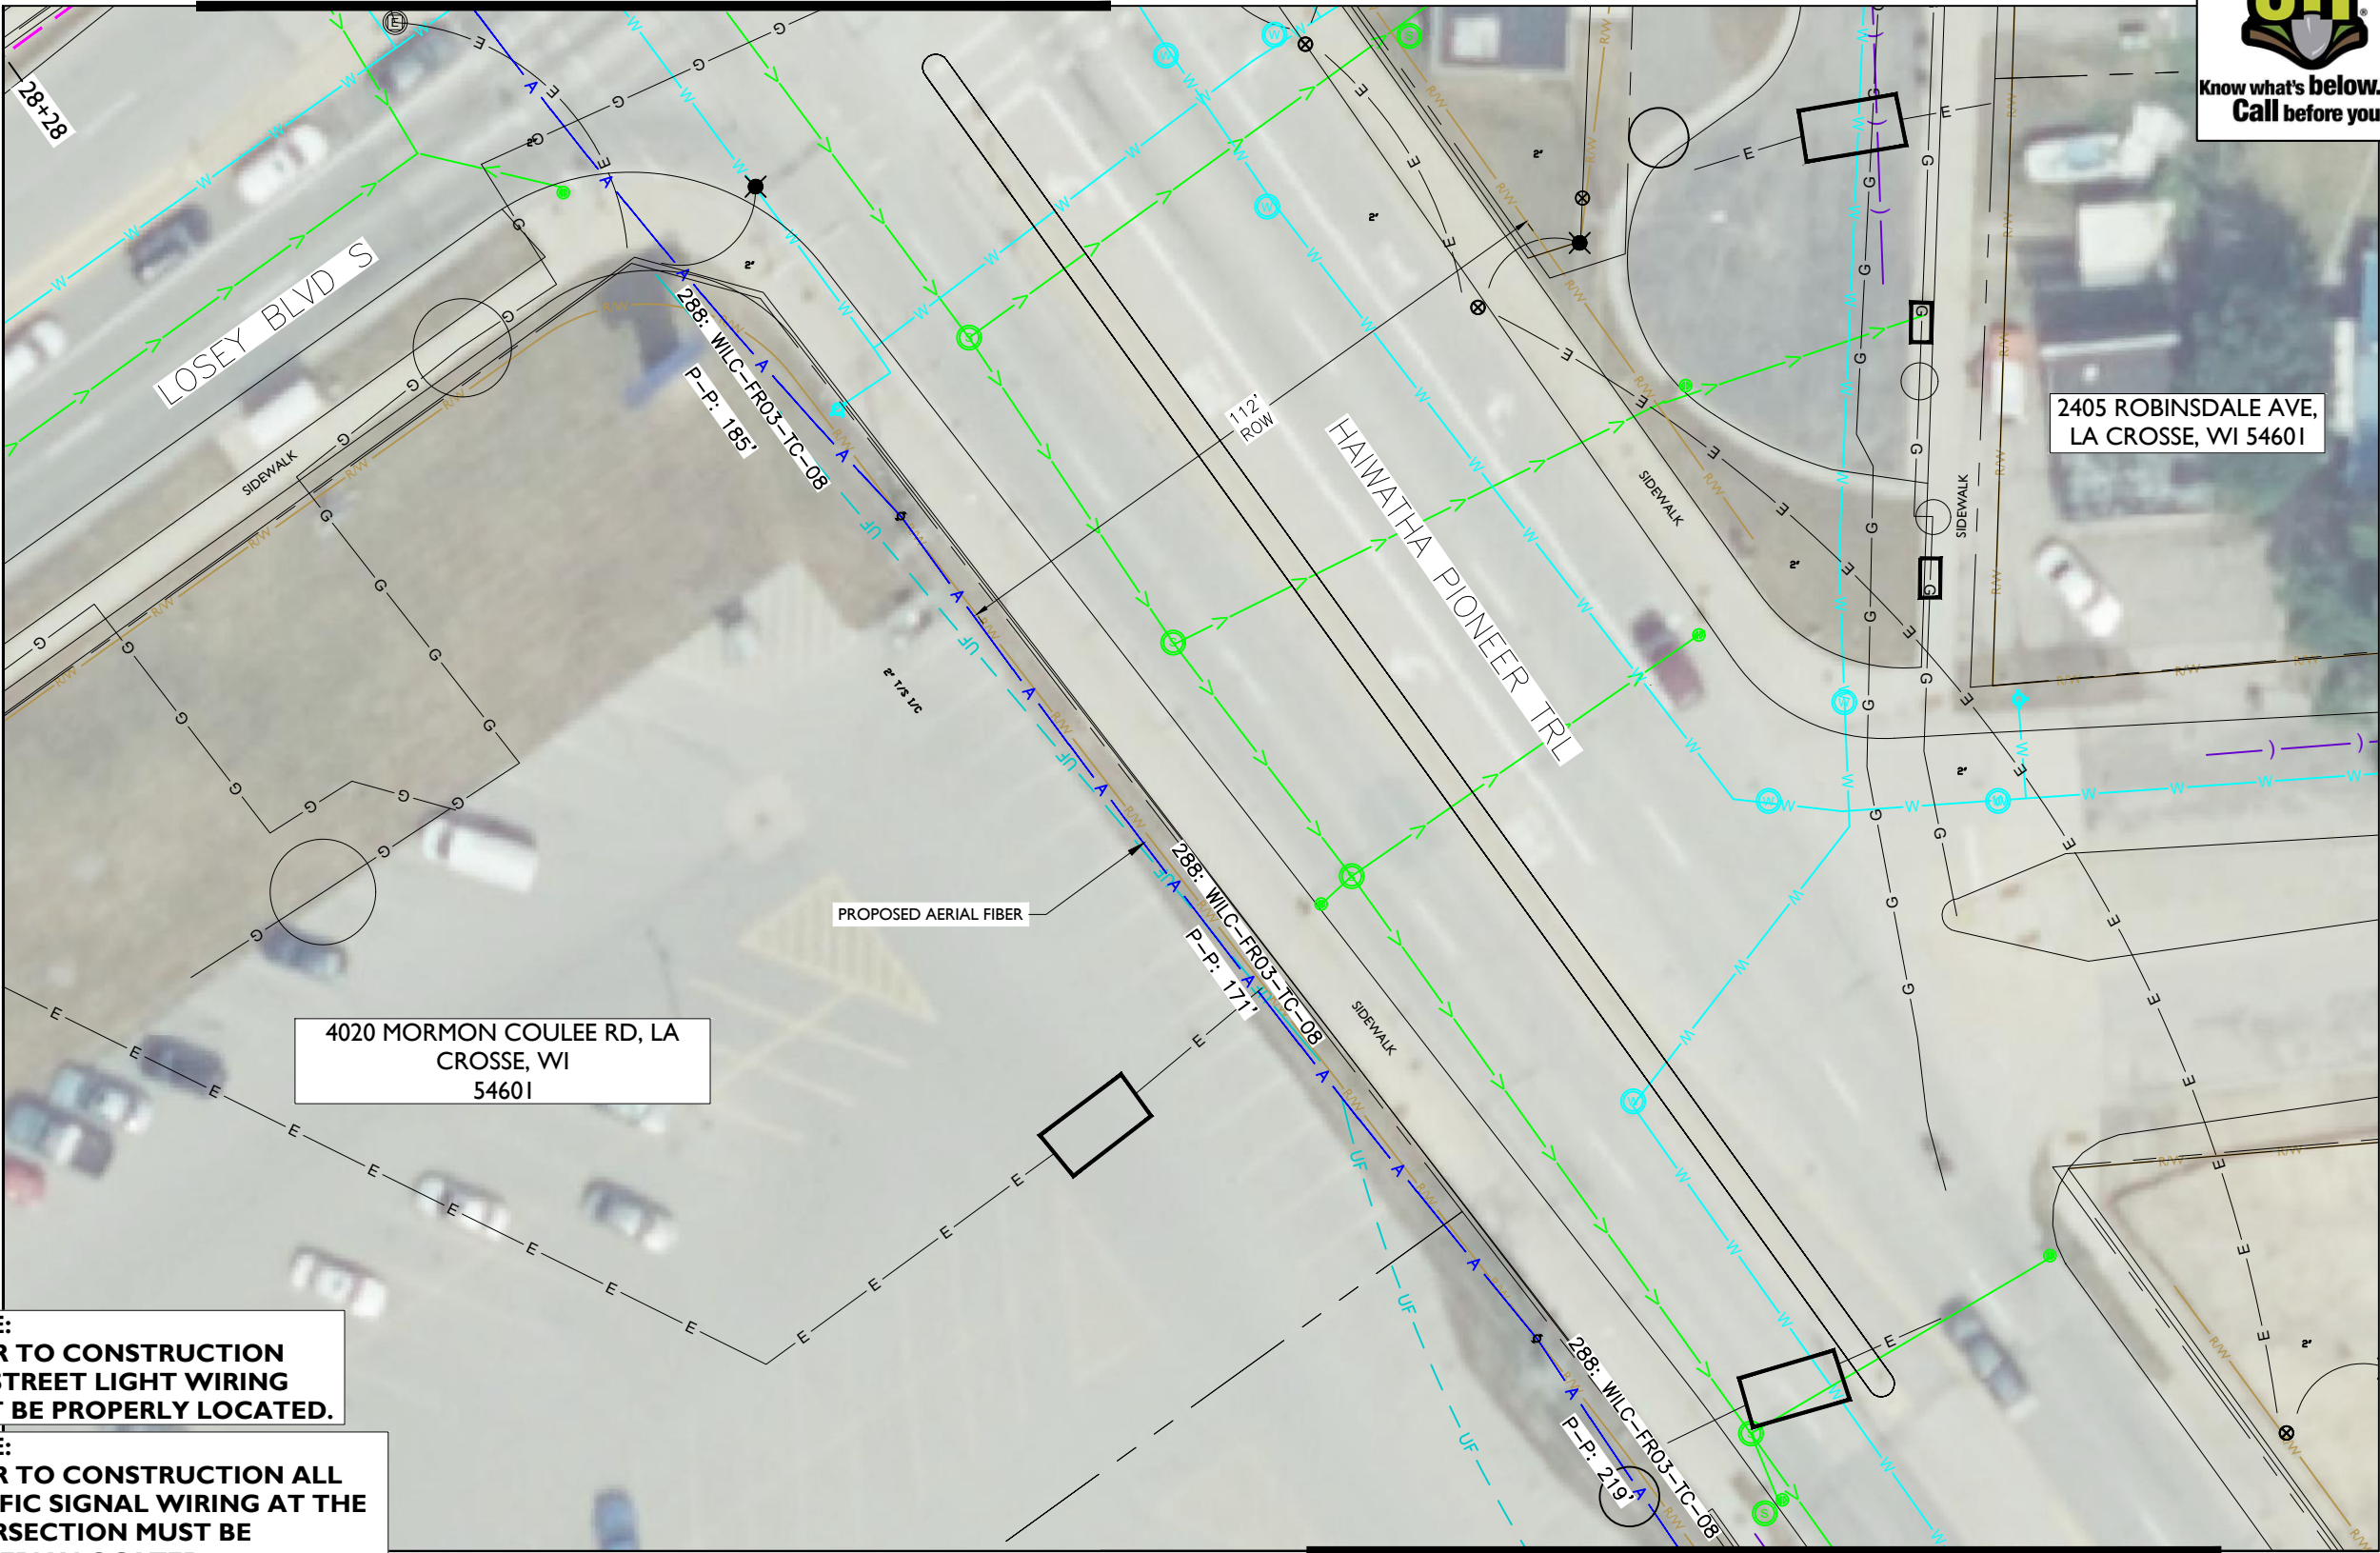 28+28
Know what's below.
Call before you
LOSEY BLVD S
SIDEWALK
288: WILC-FR03-TC-08
P-P: 185'
112'
ROW
HAIWATHA PIONEER TRL
SIDEWALK
SIDEWALK
2405 ROBINSDALE AVE,
LA CROSSE, WI 54601
2" T/S I/C
PROPOSED AERIAL FIBER
288: WILC-FR03-TC-08
P-P: 171'
SIDEWALK
4020 MORMON COULEE RD, LA
CROSSE, WI
54601
288: WILC-FR03-TC-08
P-P: 219'
E:
R TO CONSTRUCTION
STREET LIGHT WIRING
T BE PROPERLY LOCATED.
E:
R TO CONSTRUCTION ALL
FIC SIGNAL WIRING AT THE
RSECTION MUST BE